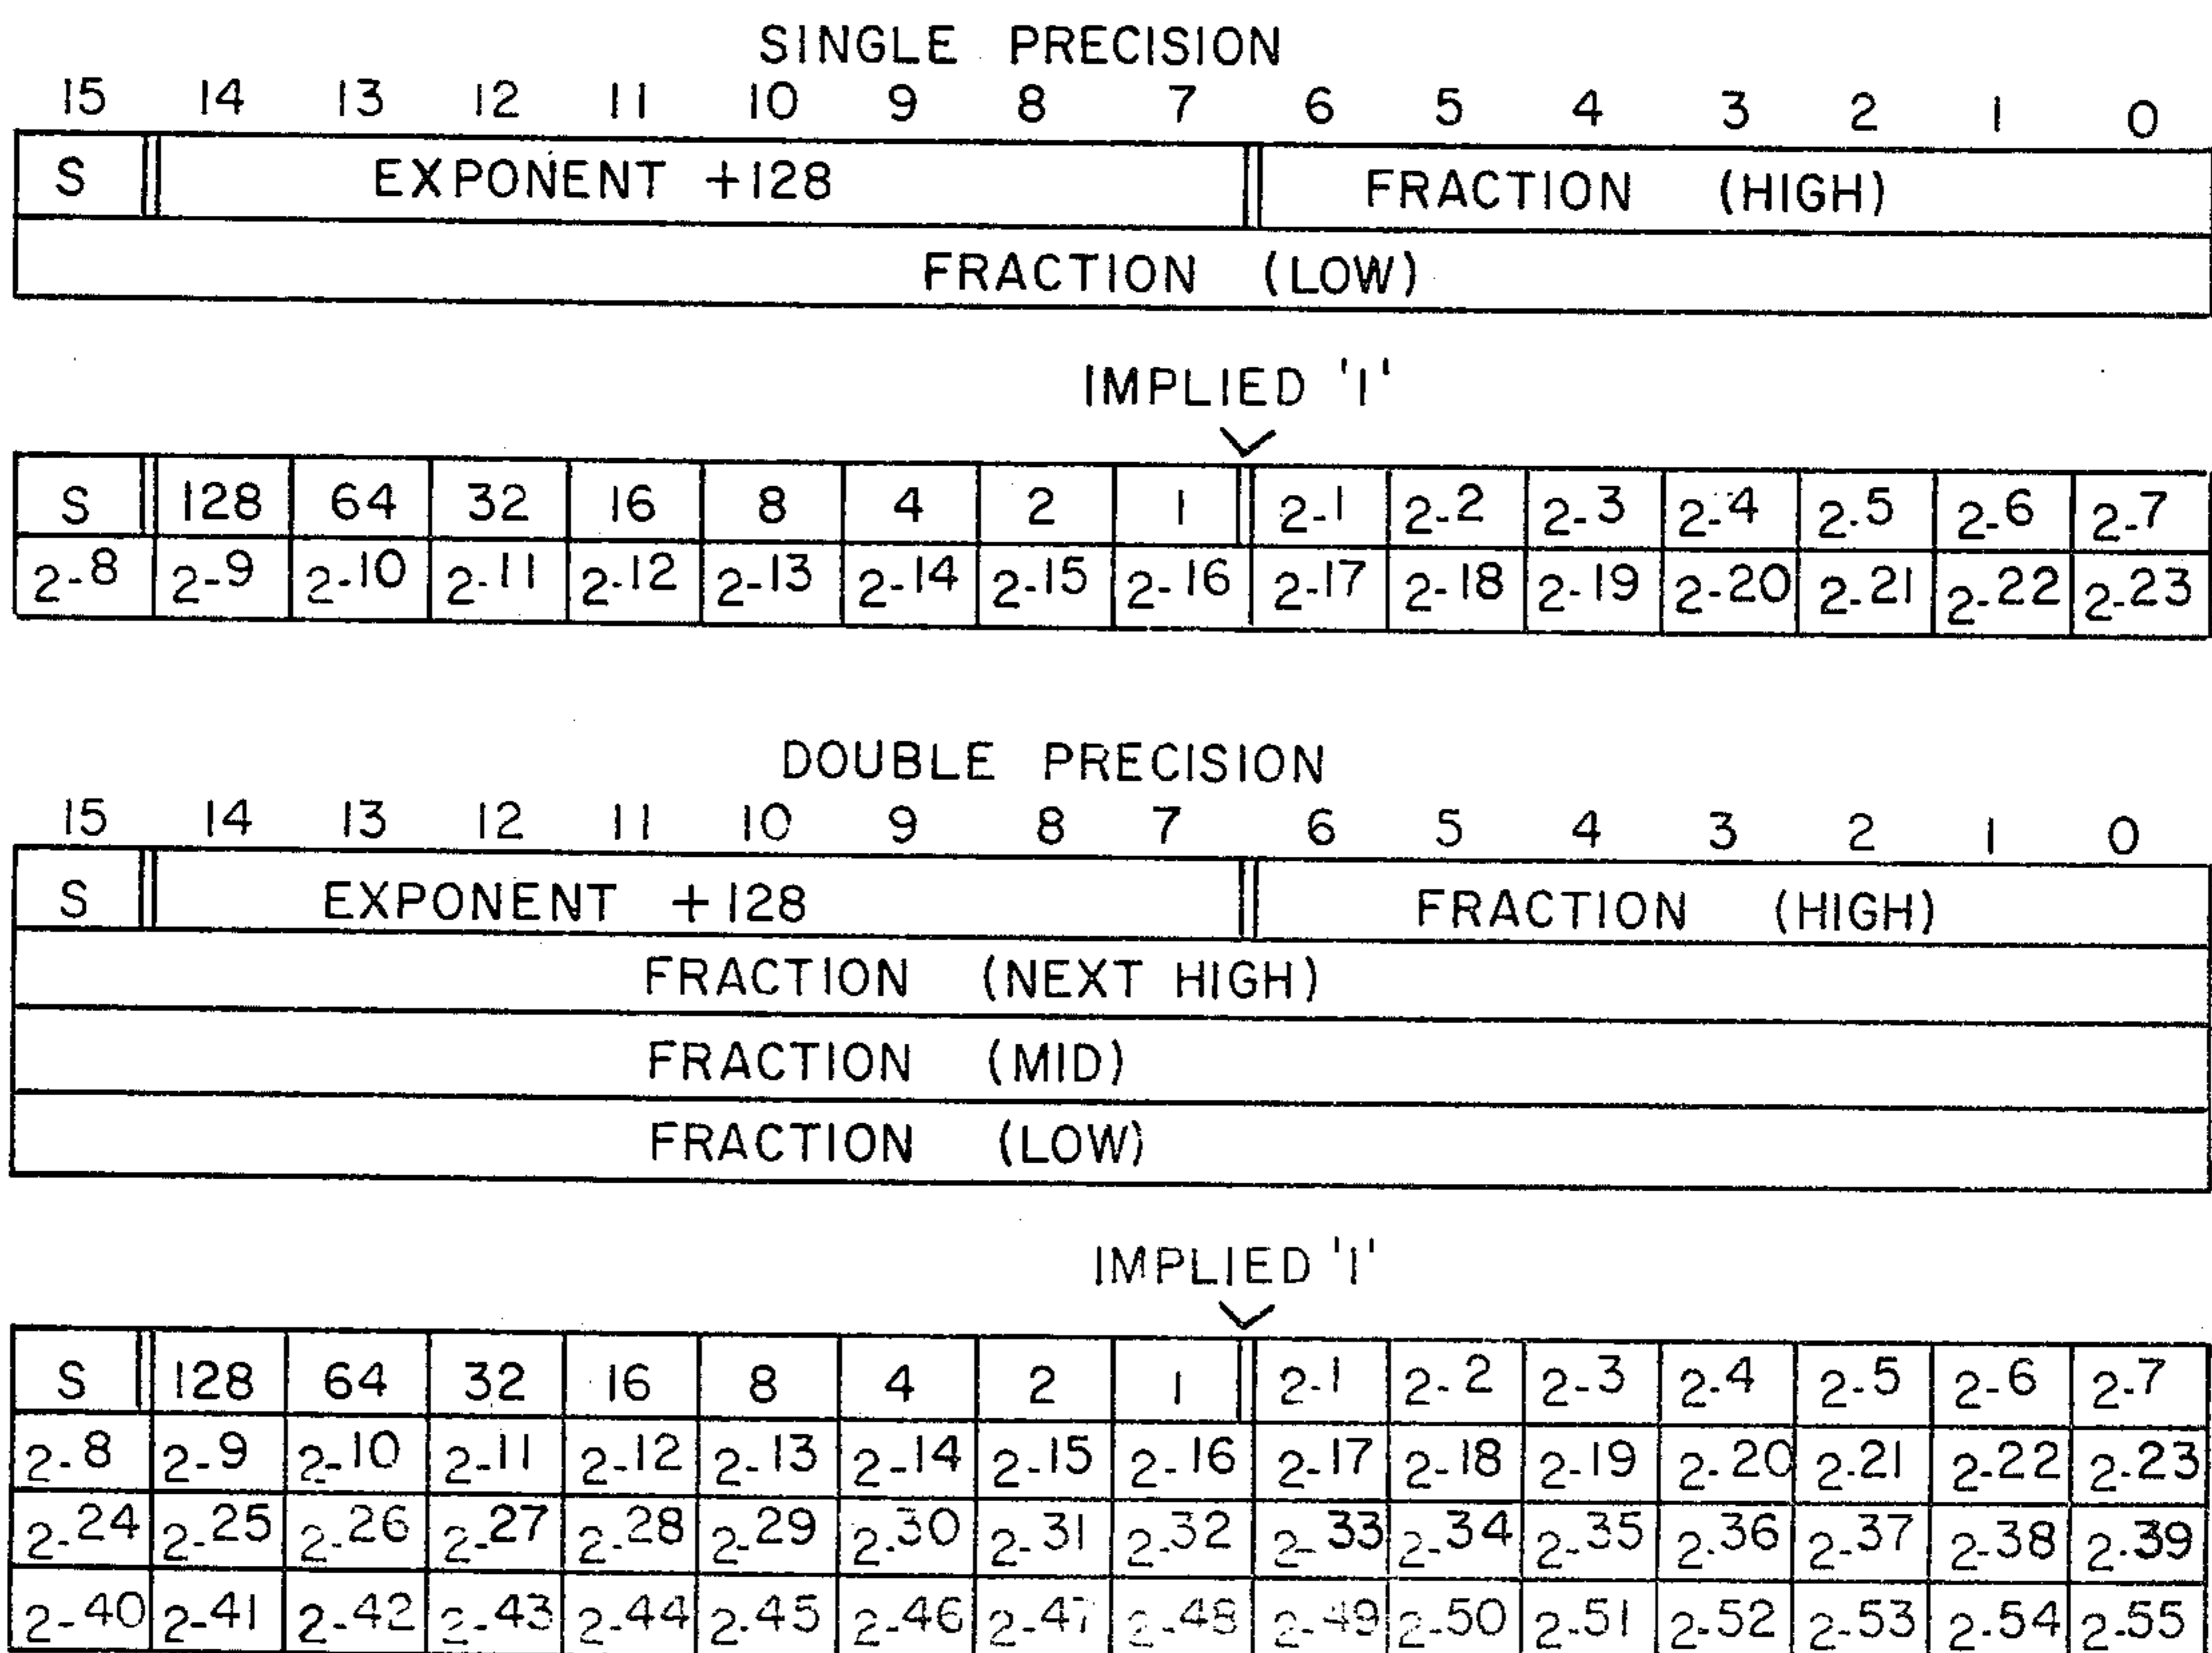 SINGLE PRECISION
15 14 13 12 11 10 9 8 7 6 5 4 3 2 1 0
S EXPONENT +128 FRACTION (HIGH)
FRACTION (LOW)
IMPLIED '1'
S 128 64 32 16 8 4 2 1 2-1 2-2 2-3 2-4 2-5 2-6 2-7
2-8 2-9 2-10 2-11 2-12 2-13 2-14 2-15 2-16 2-17 2-18 2-19 2-20 2-21 2-22 2-23
DOUBLE PRECISION
15 14 13 12 11 10 9 8 7 6 5 4 3 2 1 0
S EXPONENT +128 FRACTION (HIGH)
FRACTION (NEXT HIGH)
FRACTION (MID)
FRACTION (LOW)
IMPLIED '1'
S 128 64 32 16 8 4 2 1 2-1 2-2 2-3 2-4 2-5 2-6 2-7
2-8 2-9 2-10 2-11 2-12 2-13 2-14 2-15 2-16 2-17 2-18 2-19 2-20 2-21 2-22 2-23
2-24 2-25 2-26 2-27 2-28 2-29 2-30 2-31 2-32 2-33 2-34 2-35 2-36 2-37 2-38 2-39
2-40 2-41 2-42 2-43 2-44 2-45 2-46 2-47 2-48 2-49 2-50 2-51 2-52 2-53 2-54 2-55